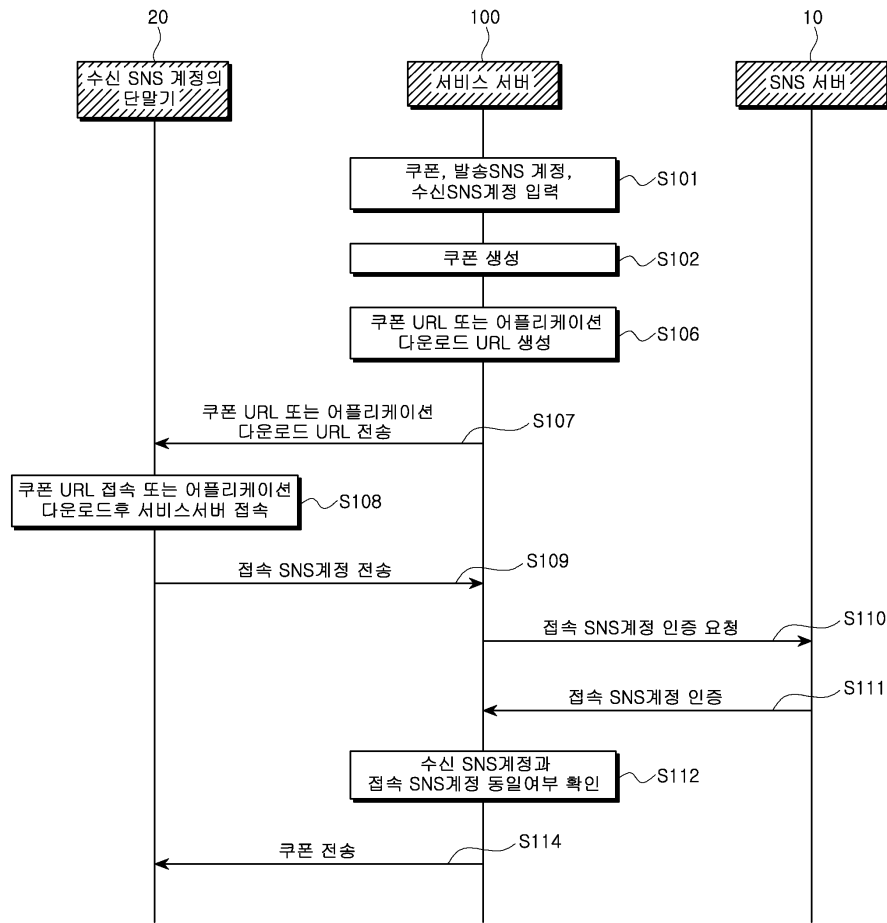 20
100
10
수신 SNS 계정의
단말기
서비스 서버
SNS 서버
쿠폰, 발송SNS 계정,
수신SNS계정 입력
S101
쿠폰 생성
S102
쿠폰 URL 또는 어플리케이션
다운로드 URL 생성
S106
쿠폰 URL 또는 어플리케이션
다운로드 URL 전송
S107
쿠폰 URL 접속 또는 어플리케이션
다운로드후 서비스서버 접속
S108
접속 SNS계정 전송
S109
접속 SNS계정 인증 요청
S110
접속 SNS계정 인증
S111
수신 SNS계정과
접속 SNS계정 동일여부 확인
S112
쿠폰 전송
S114